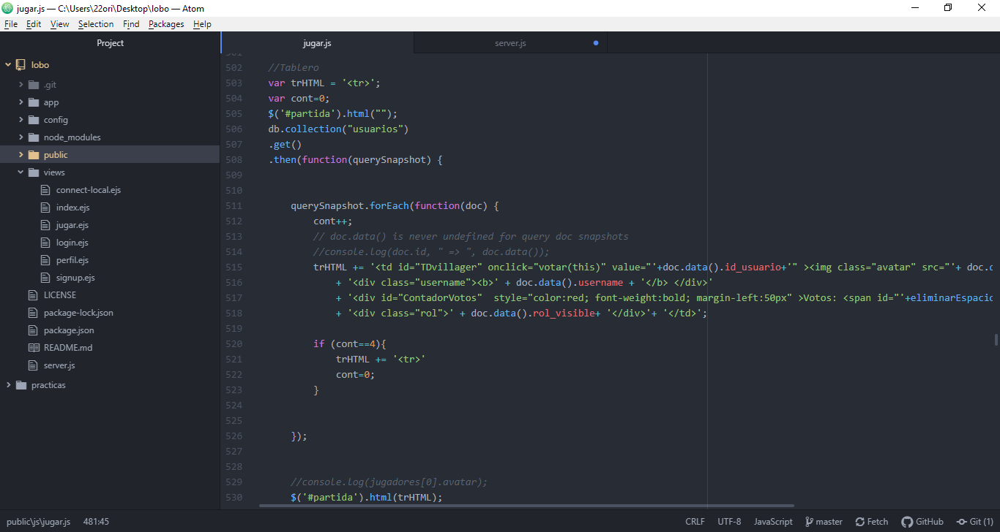 jugar.js — C:\Users\22ori\Desktop\lobo — Atom
File Edit View Selection Find Packages Help
Project
lobo
.git
app
config
node_modules
public
views
connect-local.ejs
index.ejs
jugar.ejs
login.ejs
perfil.ejs
signup.ejs
LICENSE
package-lock.json
package.json
README.md
server.js
practicas
jugar.js server.js
501
502 //Tablero
503 var trHTML = '<tr>';
504 var cont=0;
505 $('#partida').html("");
506 db.collection("usuarios")
507 .get()
508 .then(function(querySnapshot) {
509
510
511 querySnapshot.forEach(function(doc) {
512 cont++;
513 // doc.data() is never undefined for query doc snapshots
514 //console.log(doc.id, " => ", doc.data());
515 trHTML += '<td id="TDvillager" onclick="votar(this)" value="'+doc.data().id_usuario+'" ><img class="avatar" src="'+ doc.d
516 + '<div class="username"><b>' + doc.data().username + '</b> </div>'
517 + '<div id="ContadorVotos"  style="color:red; font-weight:bold; margin-left:50px" >Votos: <span id="'+eliminarEspacio
518 + '<div class="rol">' + doc.data().rol_visible+ '</div>'+ '</td>';
519
520 if (cont==4){
521 trHTML += '<tr>'
522 cont=0;
523 }
524
525
526 });
527
528
529 //console.log(jugadores[0].avatar);
530 $('#partida').html(trHTML);
public\js\jugar.js 481:45 CRLF UTF-8 JavaScript master Fetch GitHub Git (1)